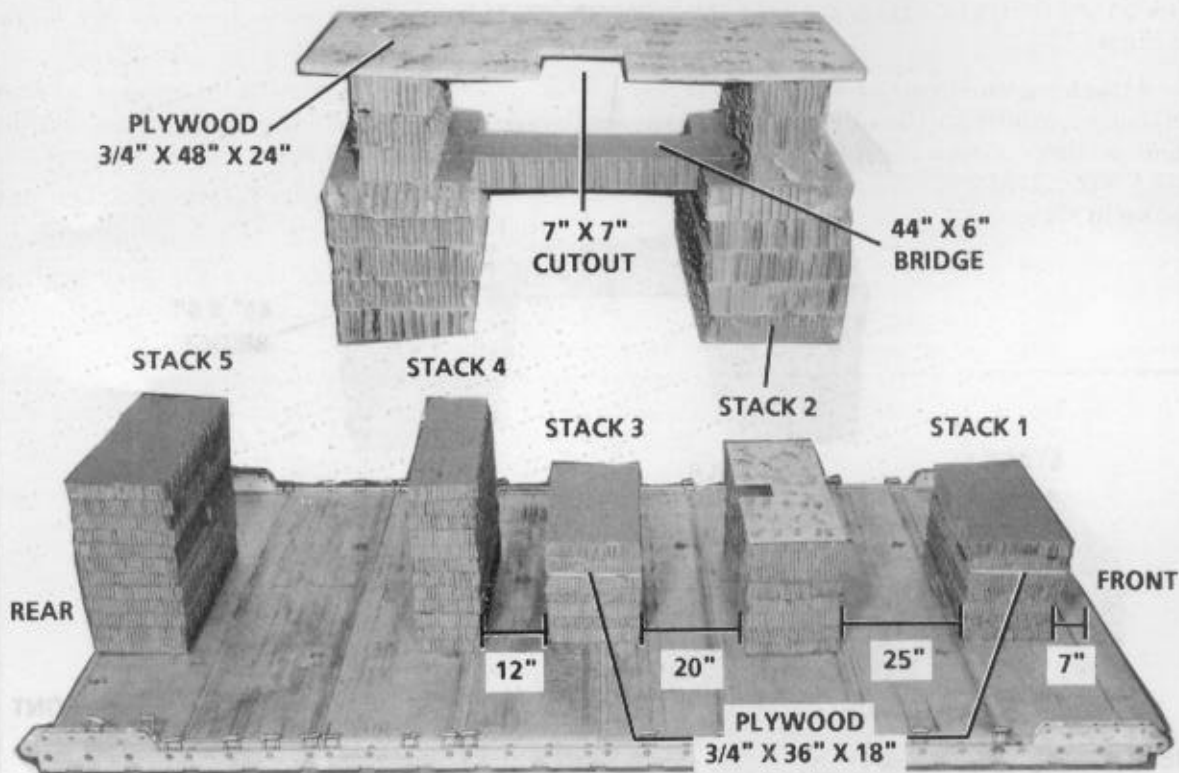 PLYWOOD
3/4" X 48" X 24"
7" X 7"
CUTOUT
44" X 6"
BRIDGE
STACK 5
STACK 4
STACK 3
STACK 2
STACK 1
REAR
FRONT
12"
20"
25"
7"
PLYWOOD
3/4" X 36" X 18"